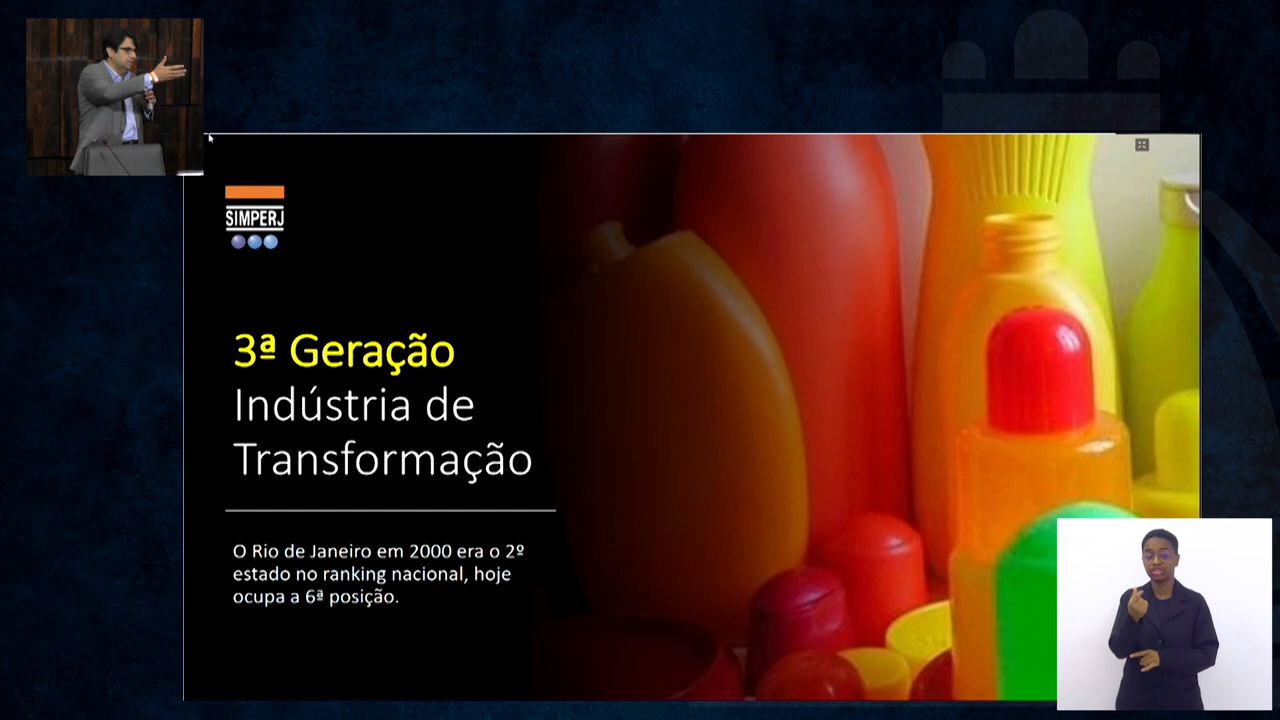 SIMPERJ
3ª Geração
Indústria de
Transformação
O Rio de Janeiro em 2000 era o 2º
estado no ranking nacional, hoje
ocupa a 6ª posição.